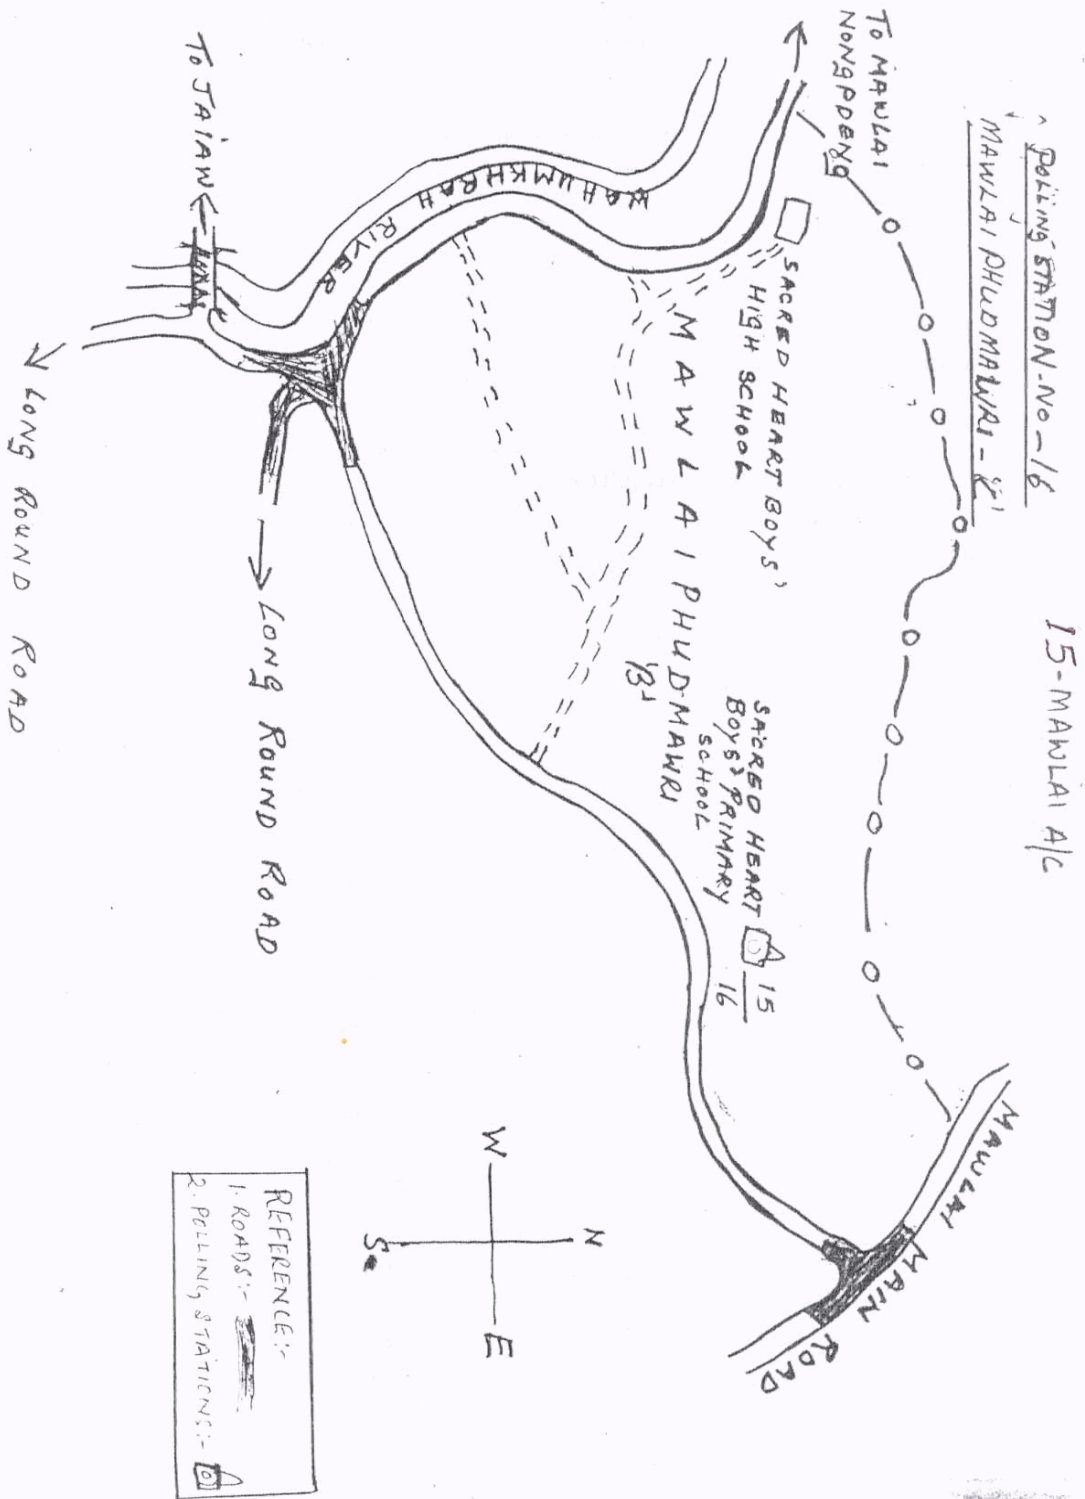 POLLING STATION-NO-16
MAWLAI PHUDMAWRI-
15-MAWLAI A/C
TO MAWLAI
NONGPDENG
SACRED HEART BOYS'
HIGH SCHOOL
MAWLAI PHUDMAWRI
'B'
SACRED HEART
BOYS' PRIMARY
SCHOOL
15
16
MAWLAI MAIN ROAD
WAHUMKHRAH RIVER
TO JAIAW
LONG ROUND ROAD
LONG ROUND ROAD
N
W
E
S
REFERENCE:-
1. ROADS:-
2. POLLING STATIONS:-